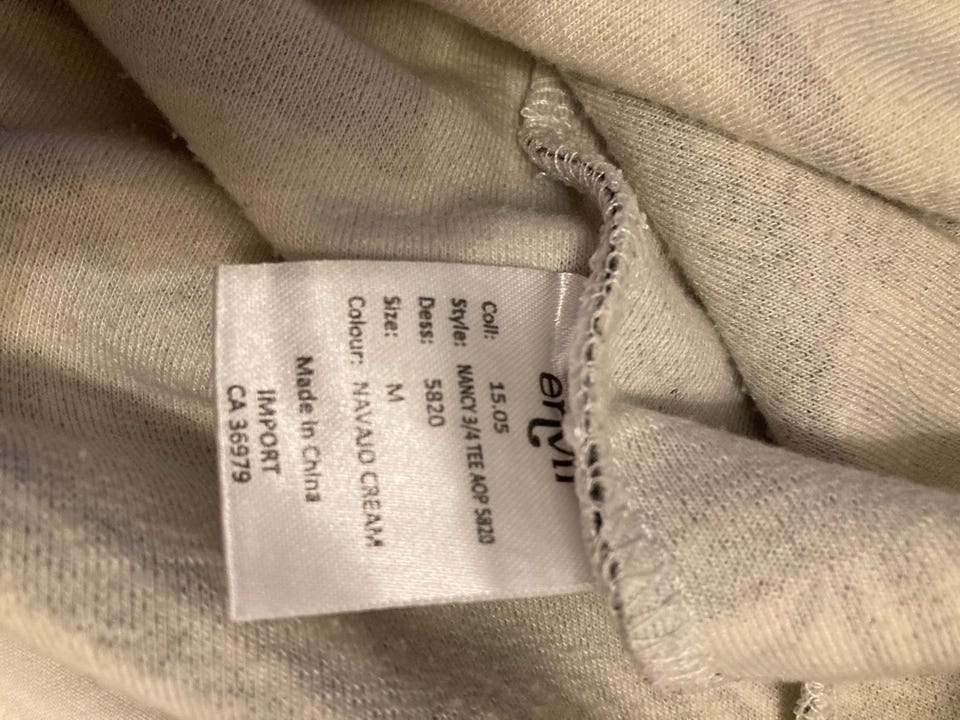 Coll: 15.05
Style: NANCY 3/4 TEE AOP 5820
Dess: 5820
Size: M
Colour: NAVAJO CREAM
Made in China
IMPORT
CA 36979